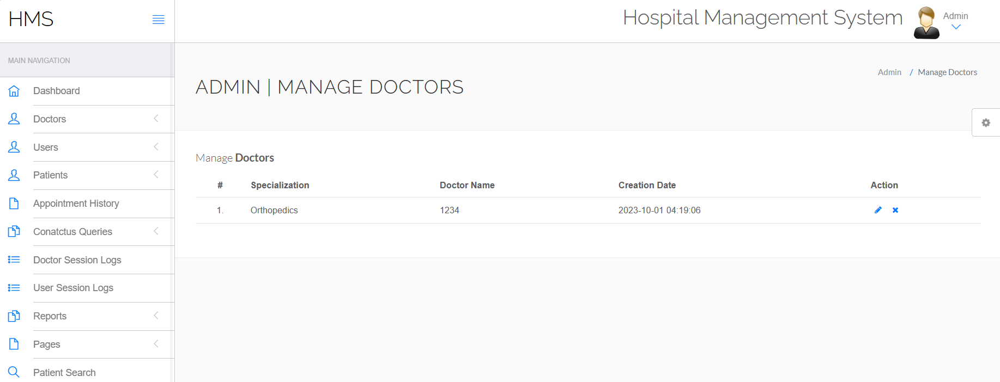 HMS
Hospital Management System
Admin
MAIN NAVIGATION
Dashboard
Doctors
Users
Patients
Appointment History
Conatctus Queries
Doctor Session Logs
User Session Logs
Reports
Pages
Patient Search
ADMIN | MANAGE DOCTORS
Admin / Manage Doctors
Manage Doctors
# Specialization Doctor Name Creation Date Action
1. Orthopedics 1234 2023-10-01 04:19:06